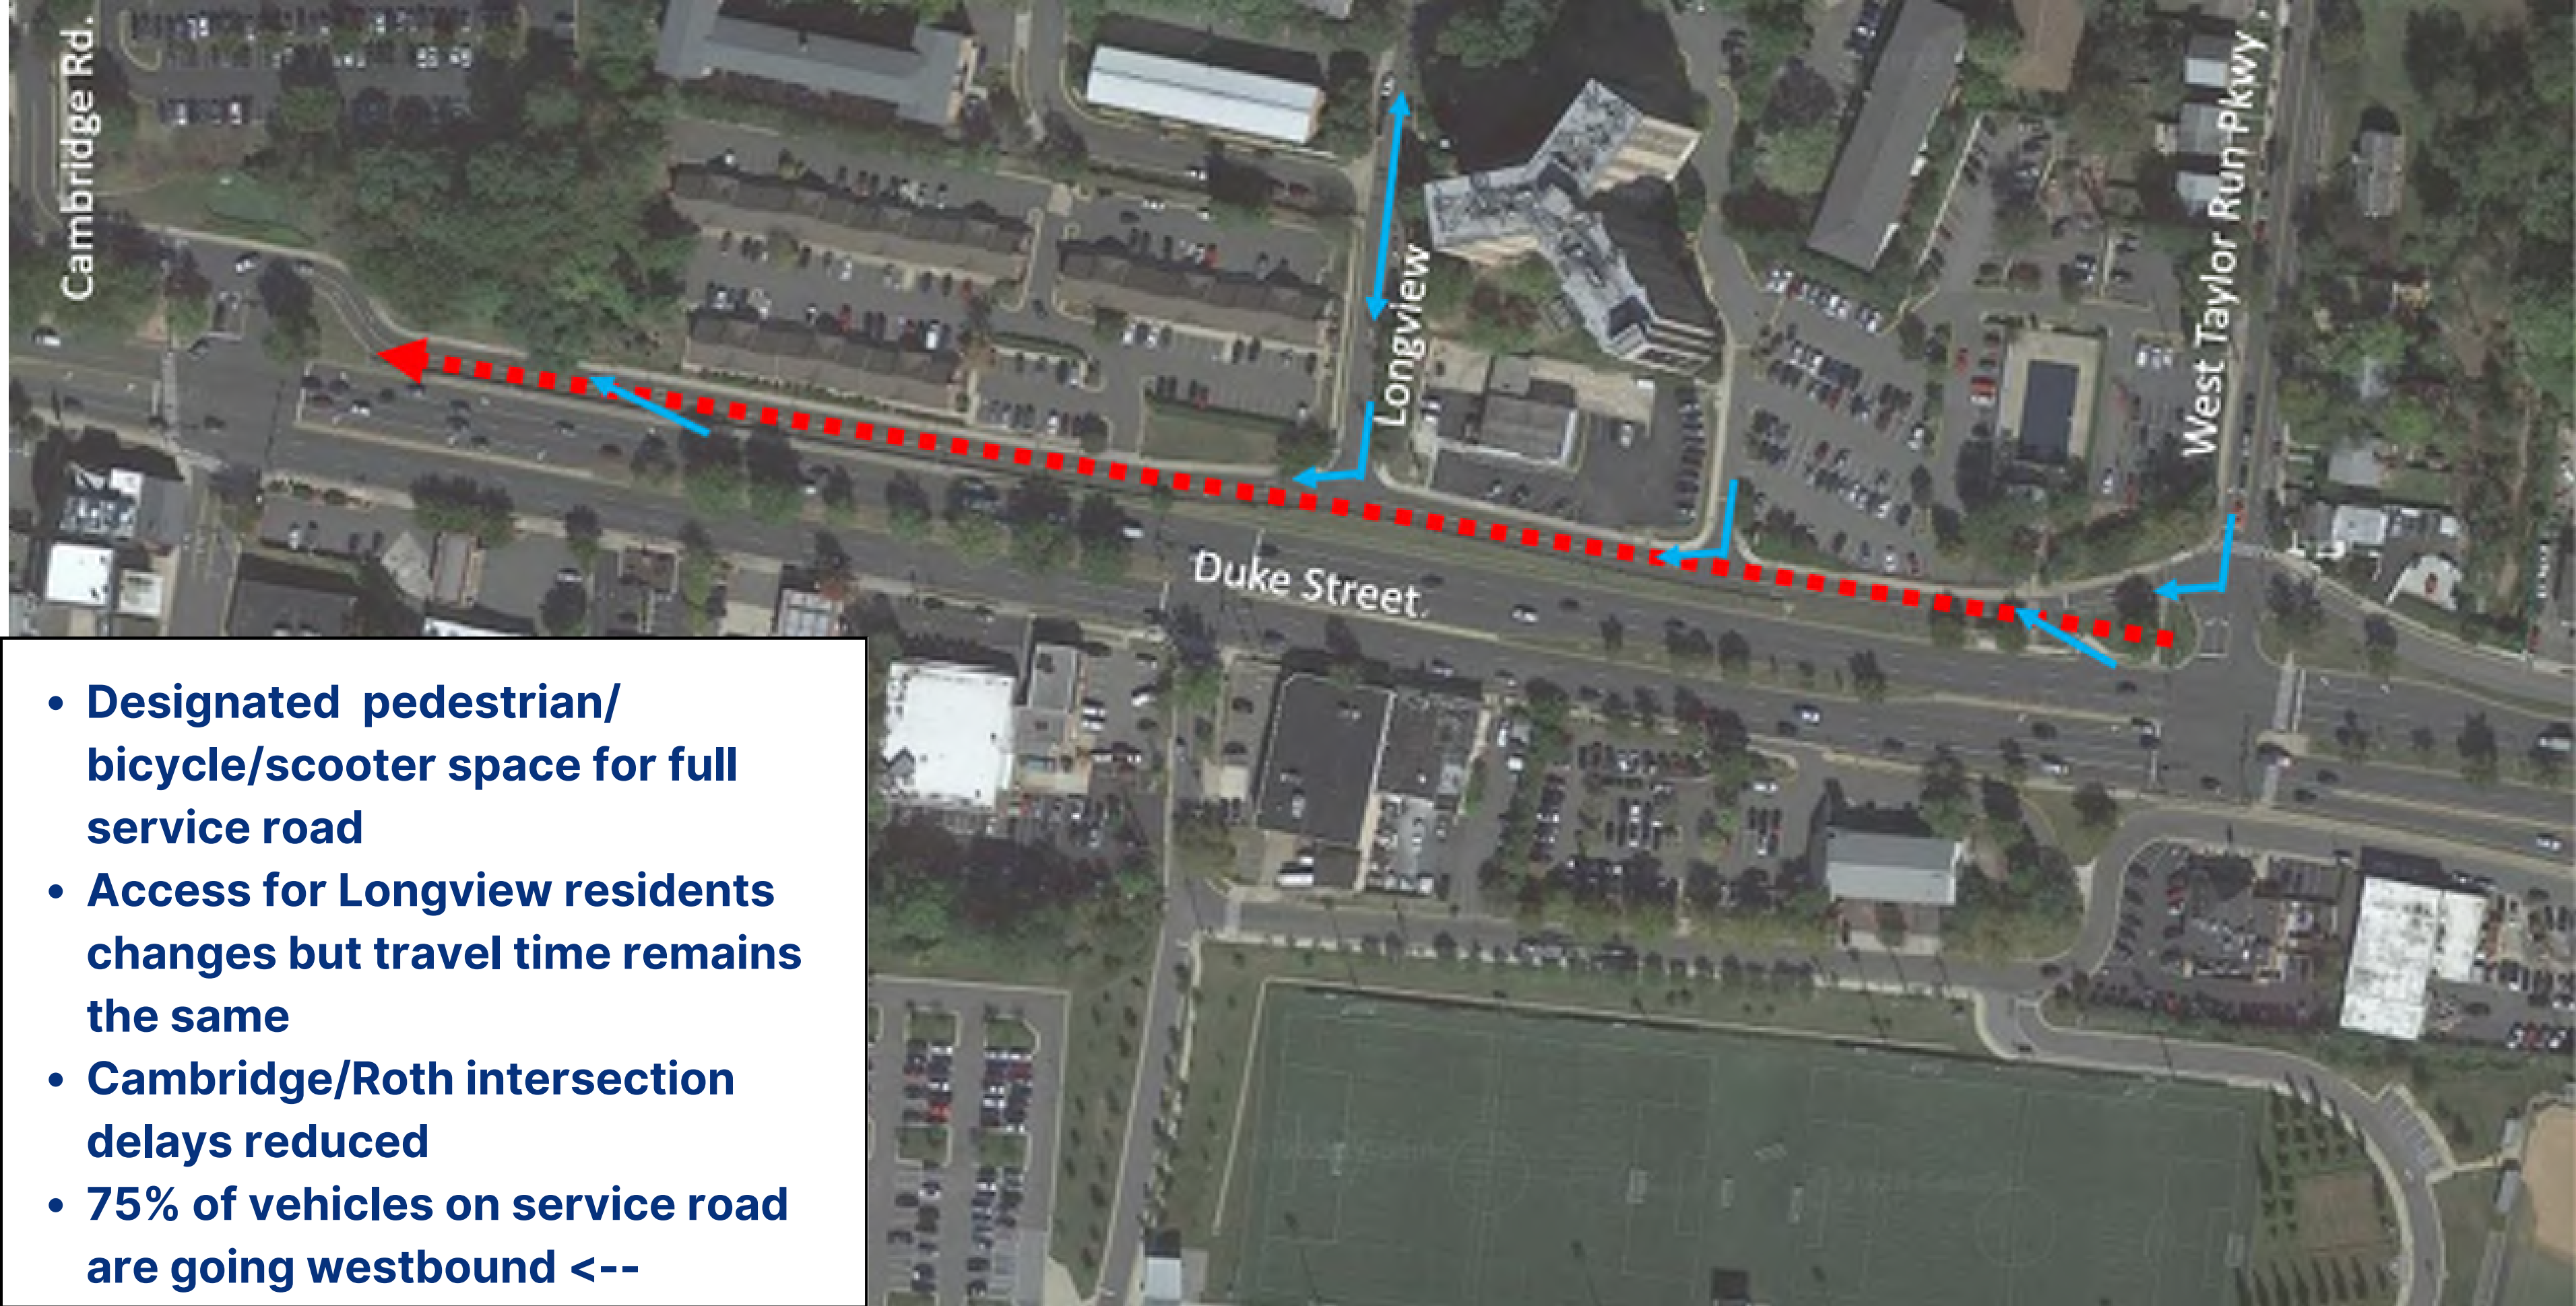 Cambridge Rd.
Longview
West Taylor Run Pkwy
Duke Street.
• Designated  pedestrian/
bicycle/scooter space for full
service road
• Access for Longview residents
changes but travel time remains
the same
• Cambridge/Roth intersection
delays reduced
• 75% of vehicles on service road
are going westbound <--